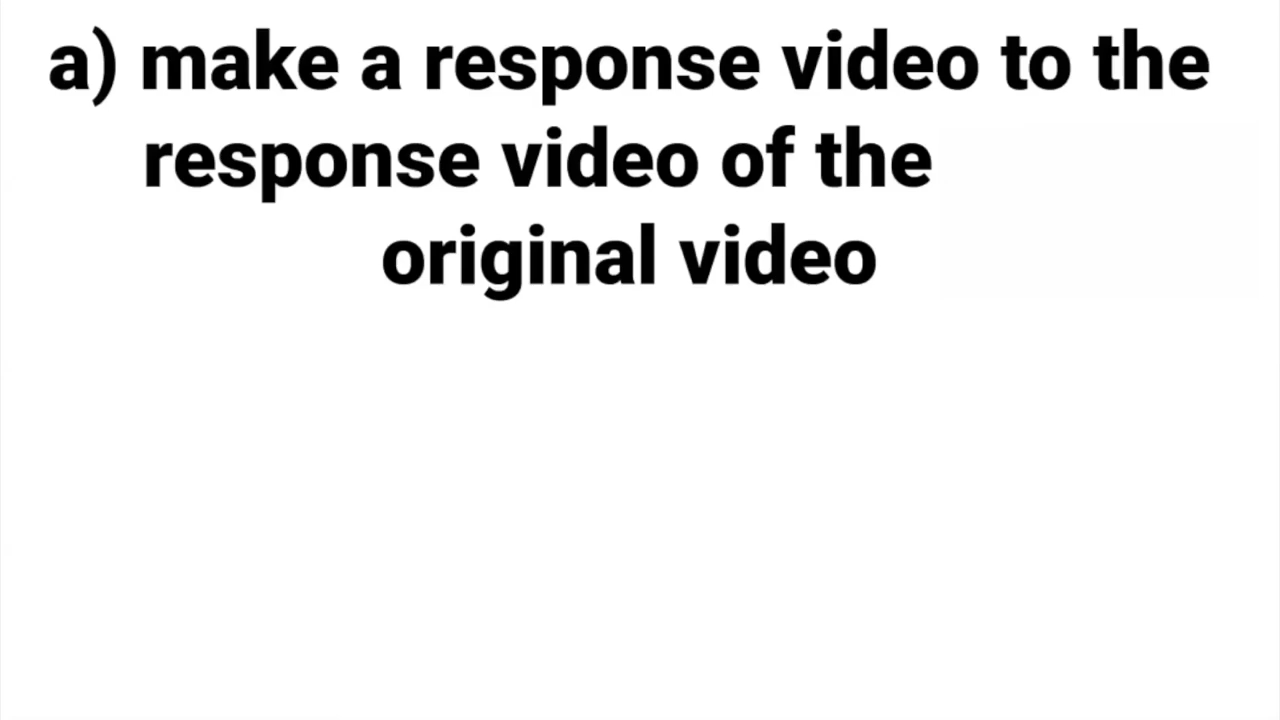 a) make a response video to the
response video of the
original video